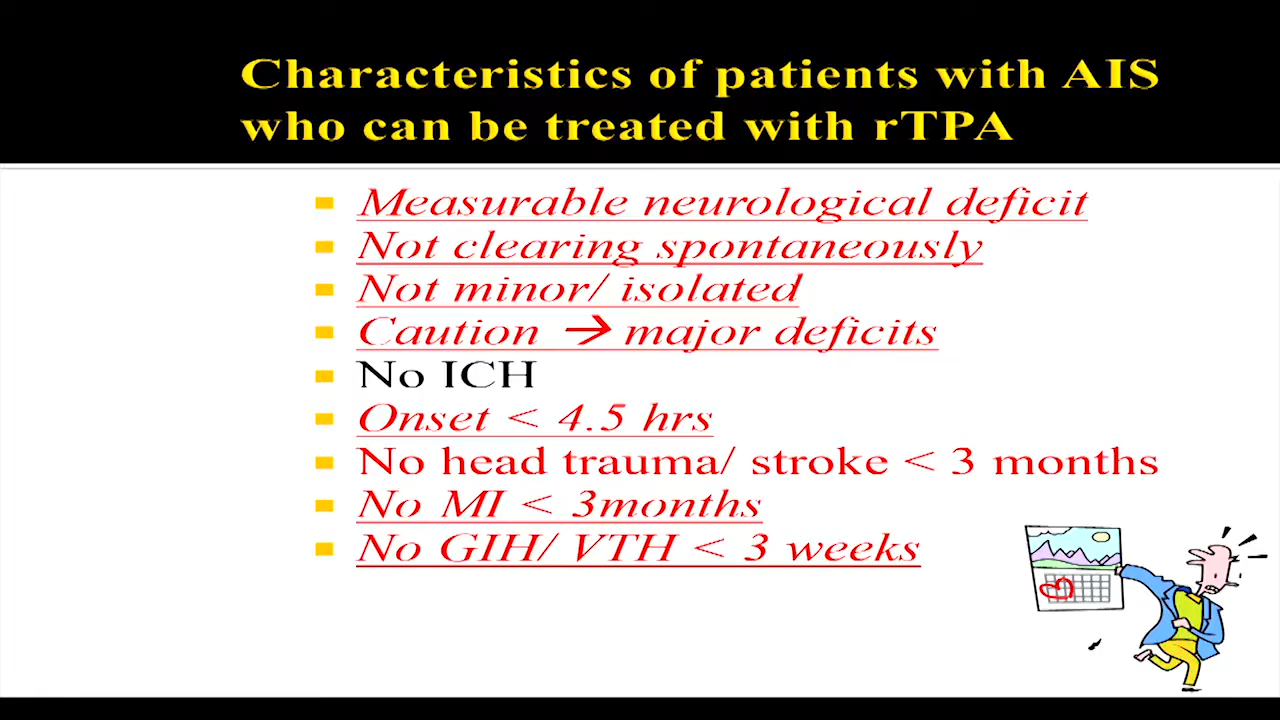 Characteristics of patients with AIS
who can be treated with rTPA
Measurable neurological deficit
Not clearing spontaneously
Not minor/ isolated
Caution → major deficits
No ICH
Onset < 4.5 hrs
No head trauma/ stroke < 3 months
No MI < 3months
No GIH/ VTH < 3 weeks